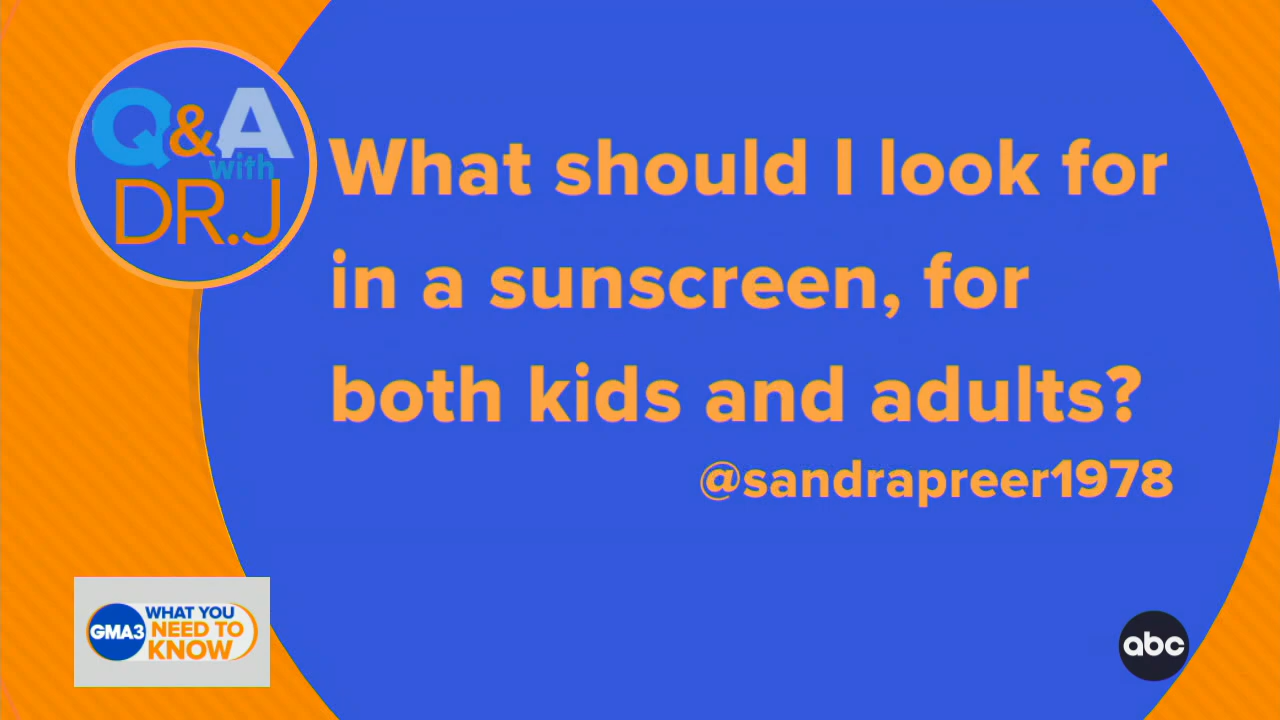 Q&A
with
DR.J
What should I look for
in a sunscreen, for
both kids and adults?
@sandrapreer1978
GMA3
WHAT YOU
NEED TO
KNOW
abc